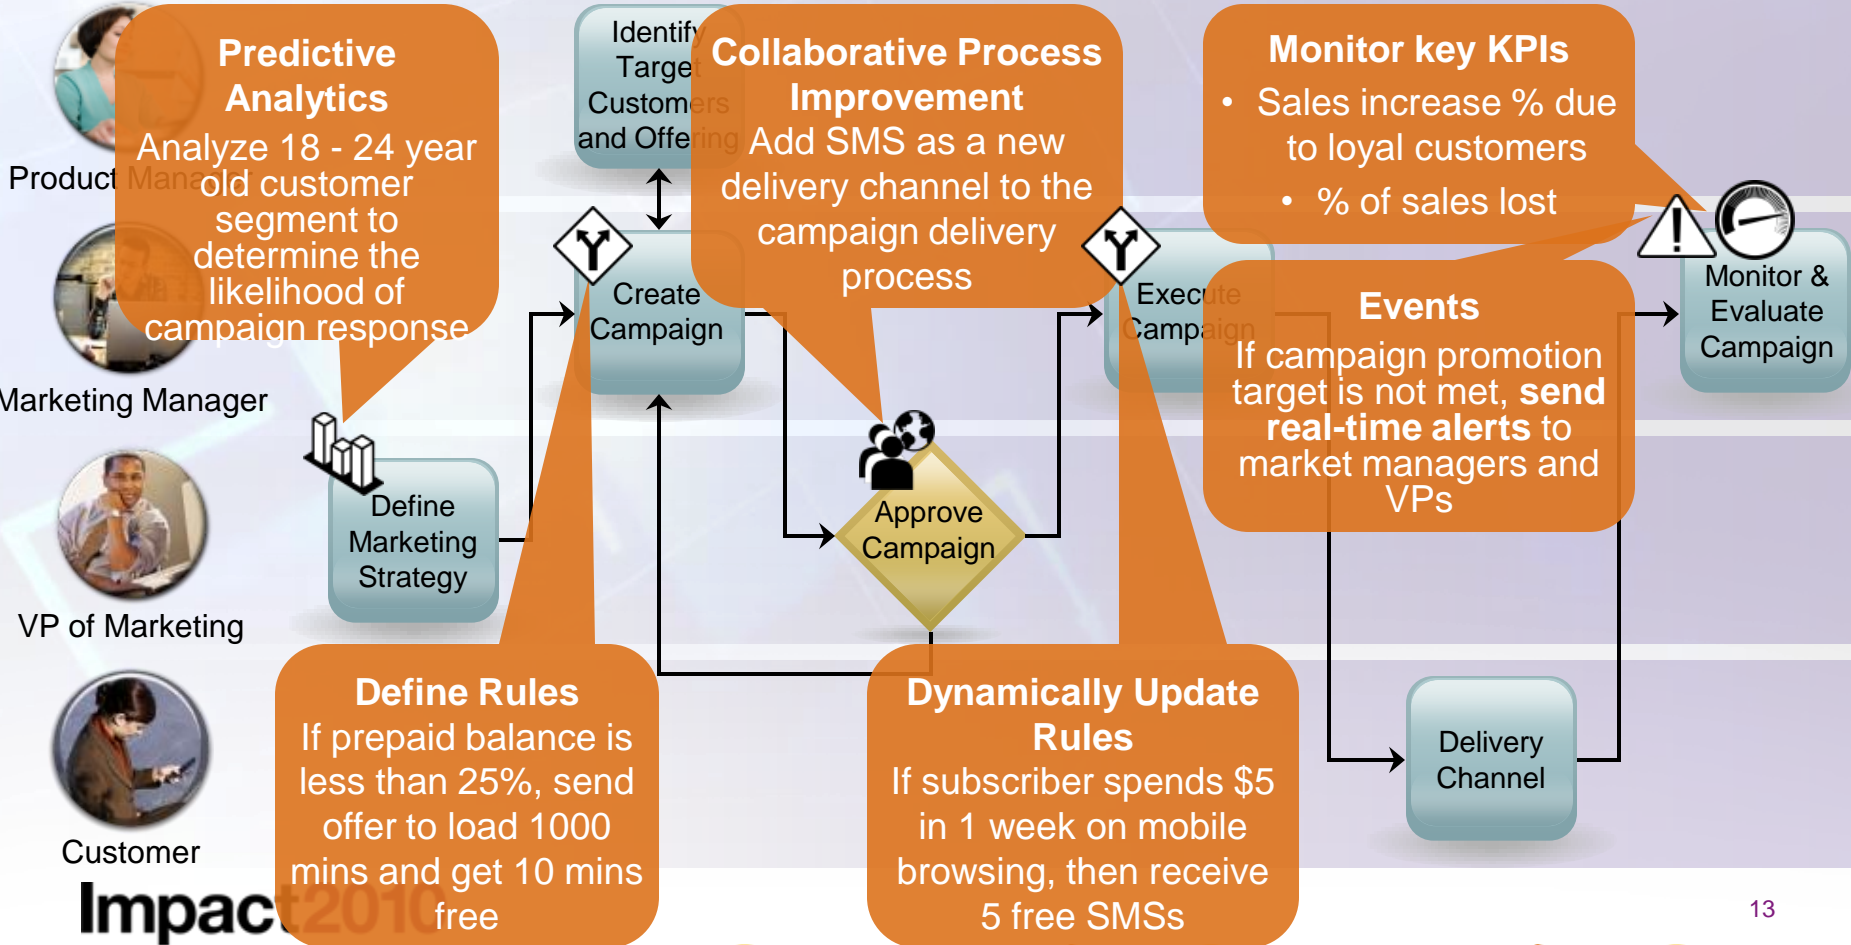 Predictive
Analytics
Analyze 18 - 24 year
old customer
segment to
determine the
likelihood of
campaign response
Identify
Target
Customers
and Offering
Collaborative Process
Improvement
Add SMS as a new
delivery channel to the
campaign delivery
process
Monitor key KPIs
• Sales increase % due
to loyal customers
• % of sales lost
Product Manager
Create
Campaign
Execute
Campaign
Events
If campaign promotion
target is not met, send
real-time alerts to
market managers and
VPs
Monitor &
Evaluate
Campaign
Marketing Manager
Define
Marketing
Strategy
Approve
Campaign
VP of Marketing
Define Rules
If prepaid balance is
less than 25%, send
offer to load 1000
mins and get 10 mins
free
Dynamically Update
Rules
If subscriber spends $5
in 1 week on mobile
browsing, then receive
5 free SMSs
Delivery
Channel
Customer
Impact2010
13